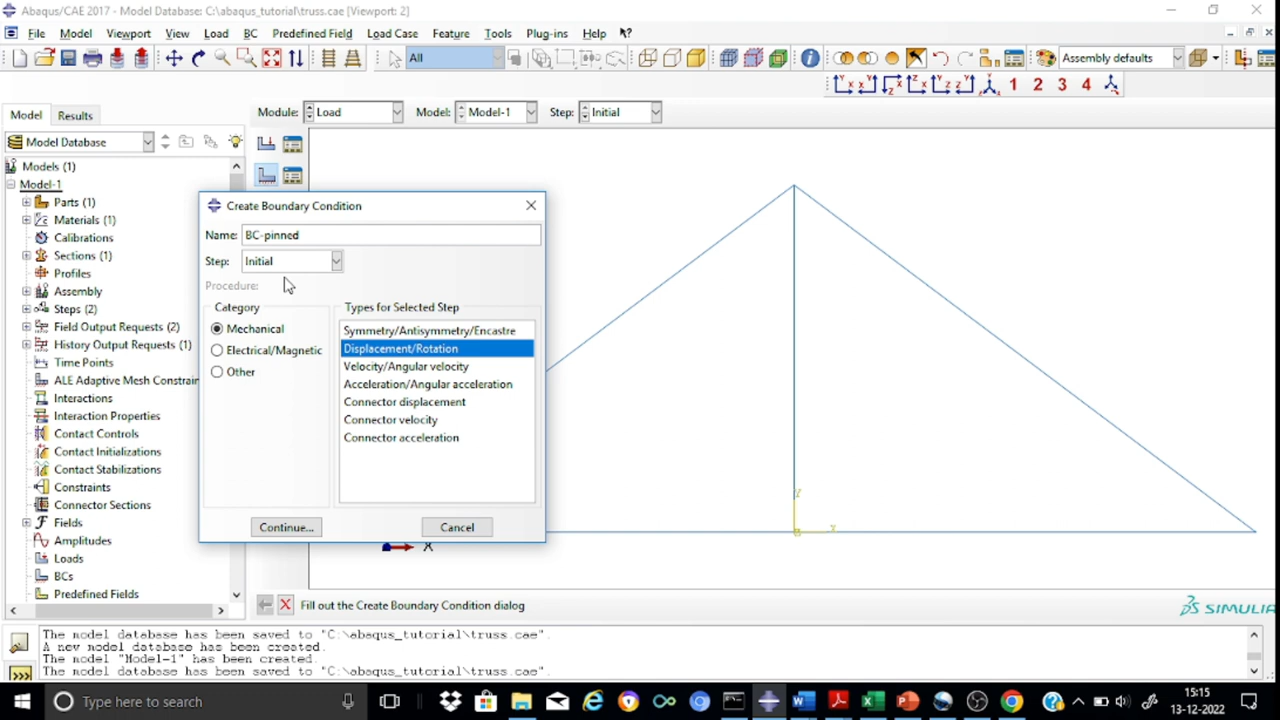 Abaqus/CAE 2017 - Model Database: C:\abaqus_tutorial\truss.cae [Viewport: 2]
File Model Viewport View Load BC Predefined Field Load Case Feature Tools Plug-ins Help
All
Assembly defaults
1 2 3 4
Model Results
Module: Load Model: Model-1 Step: Initial
Model Database
Models (1)
Model-1
Parts (1)
Materials (1)
Calibrations
Sections (1)
Profiles
Assembly
Steps (2)
Field Output Requests (2)
History Output Requests (1)
Time Points
ALE Adaptive Mesh Constrain
Interactions
Interaction Properties
Contact Controls
Contact Initializations
Contact Stabilizations
Constraints
Connector Sections
Fields
Amplitudes
Loads
BCs
Predefined Fields
Create Boundary Condition
Name: BC-pinned
Step: Initial
Procedure:
Category
Mechanical
Electrical/Magnetic
Other
Types for Selected Step
Symmetry/Antisymmetry/Encastre
Displacement/Rotation
Velocity/Angular velocity
Acceleration/Angular acceleration
Connector displacement
Connector velocity
Connector acceleration
Continue... Cancel
Y
X
X
Fill out the Create Boundary Condition dialog
SIMULIA
The model database has been saved to "C:\abaqus_tutorial\truss.cae".
A new model database has been created.
The model "Model-1" has been created.
The model database has been saved to "C:\abaqus_tutorial\truss.cae".
>>>
Type here to search
15:15
13-12-2022